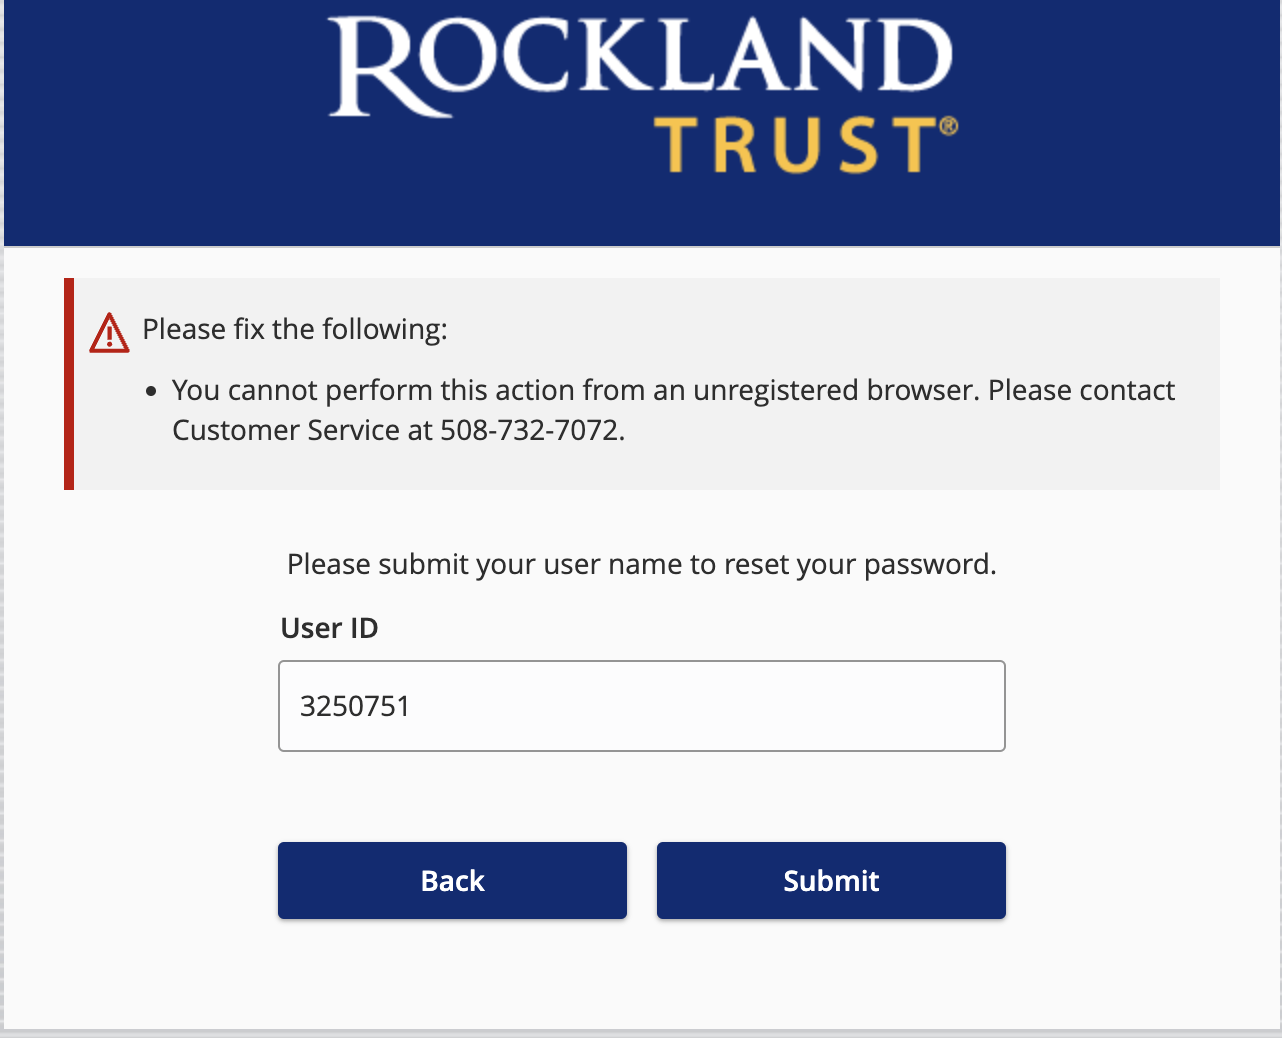 ROCKLAND
TRUST®
Please fix the following:
• You cannot perform this action from an unregistered browser. Please contact
Customer Service at 508-732-7072.
Please submit your user name to reset your password.
User ID
3250751
Back
Submit